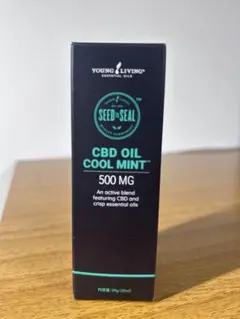 YOUNG LIVING
ESSENTIAL OILS
SEED TO SEAL
CBD OIL
COOL MINT™
500 MG
An active blend
featuring CBD and
crisp essential oils